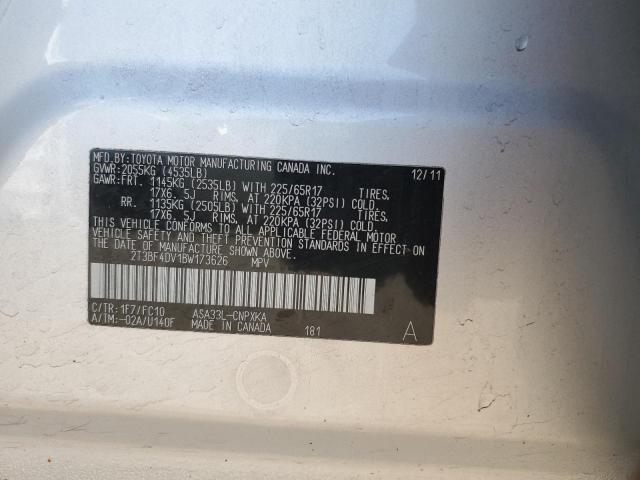 MFD.BY:TOYOTA MOTOR MANUFACTURING CANADA INC. 12/11
GVWR:2055KG (4535LB)
GAWR:FRT. 1145KG (2535LB) WITH 225/65R17 TIRES,
17X6. 5J RIMS, AT 220KPA (32PSI) COLD.
RR. 1135KG (2505LB) WITH 225/65R17 TIRES,
17X6. 5J RIMS, AT 220KPA (32PSI) COLD.
THIS VEHICLE CONFORMS TO ALL APPLICABLE FEDERAL MOTOR
VEHICLE SAFETY AND THEFT PREVENTION STANDARDS IN EFFECT
ON THE DATE OF MANUFACTURE SHOWN ABOVE.
2T3BF4DV1BW173626 MPV
C/TR:1F7/FC10 ASA33L-CNPXKA
A/TM:-02A/U140F MADE IN CANADA 181 A